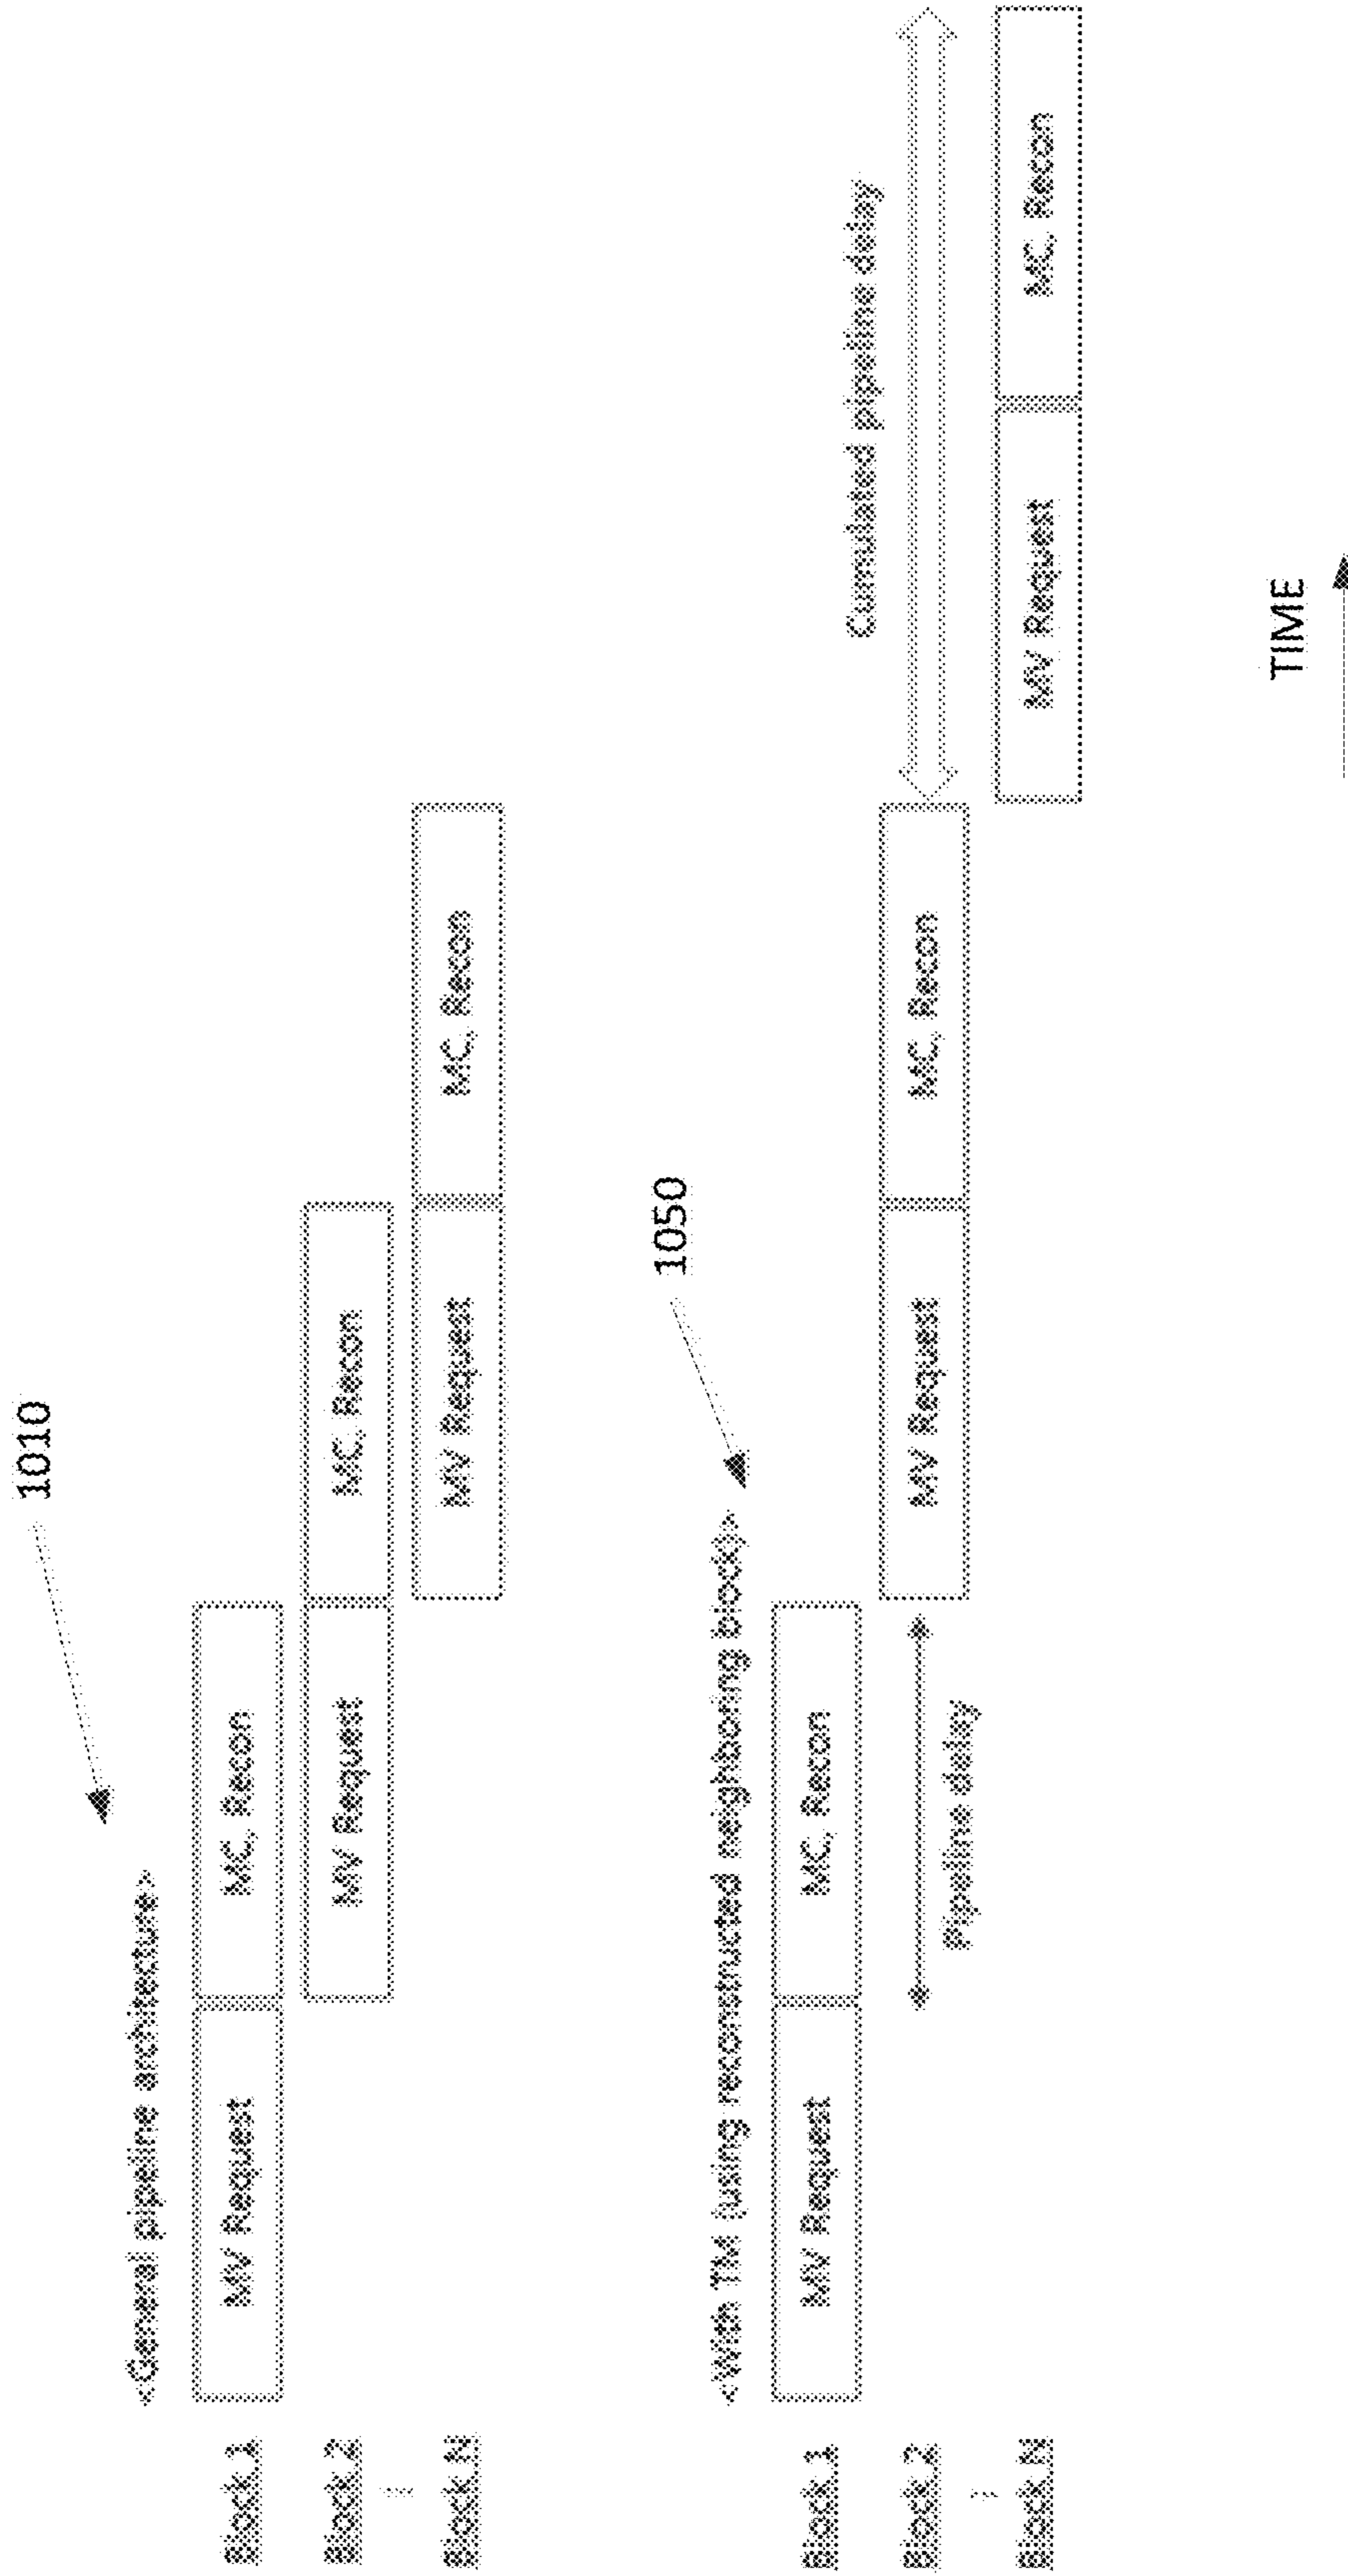 1010
<General pipeline architecture>
Block 1
MV Request
MC, Recon
Block 2
MV Request
MC, Recon
⋮
Block N
MV Request
MC, Recon
1050
<With TM (using reconstructed neighboring block)>
Block 1
MV Request
MC, Recon
Block 2
Pipeline delay
MV Request
MC, Recon
Cumulated pipeline delay
⋮
Block N
MV Request
MC, Recon
TIME